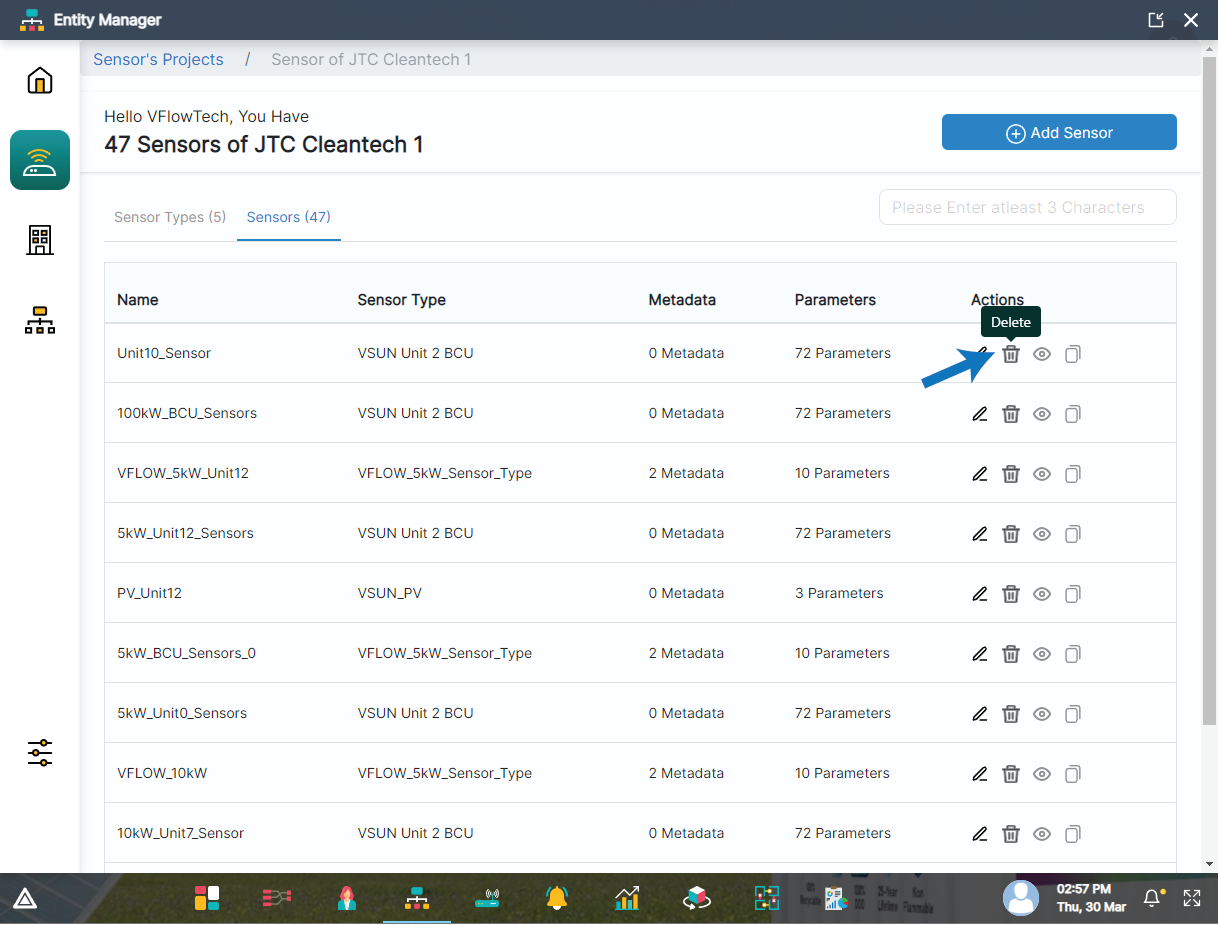 Entity Manager
Sensor's Projects / Sensor of JTC Cleantech 1
Hello VFlowTech, You Have
47 Sensors of JTC Cleantech 1
Add Sensor
Sensor Types (5) Sensors (47)
Please Enter atleast 3 Characters
Name Sensor Type Metadata Parameters Actions
Delete
Unit10_Sensor VSUN Unit 2 BCU 0 Metadata 72 Parameters
100kW_BCU_Sensors VSUN Unit 2 BCU 0 Metadata 72 Parameters
VFLOW_5kW_Unit12 VFLOW_5kW_Sensor_Type 2 Metadata 10 Parameters
5kW_Unit12_Sensors VSUN Unit 2 BCU 0 Metadata 72 Parameters
PV_Unit12 VSUN_PV 0 Metadata 3 Parameters
5kW_BCU_Sensors_0 VFLOW_5kW_Sensor_Type 2 Metadata 10 Parameters
5kW_Unit0_Sensors VSUN Unit 2 BCU 0 Metadata 72 Parameters
VFLOW_10kW VFLOW_5kW_Sensor_Type 2 Metadata 10 Parameters
10kW_Unit7_Sensor VSUN Unit 2 BCU 0 Metadata 72 Parameters
02:57 PM
Thu, 30 Mar